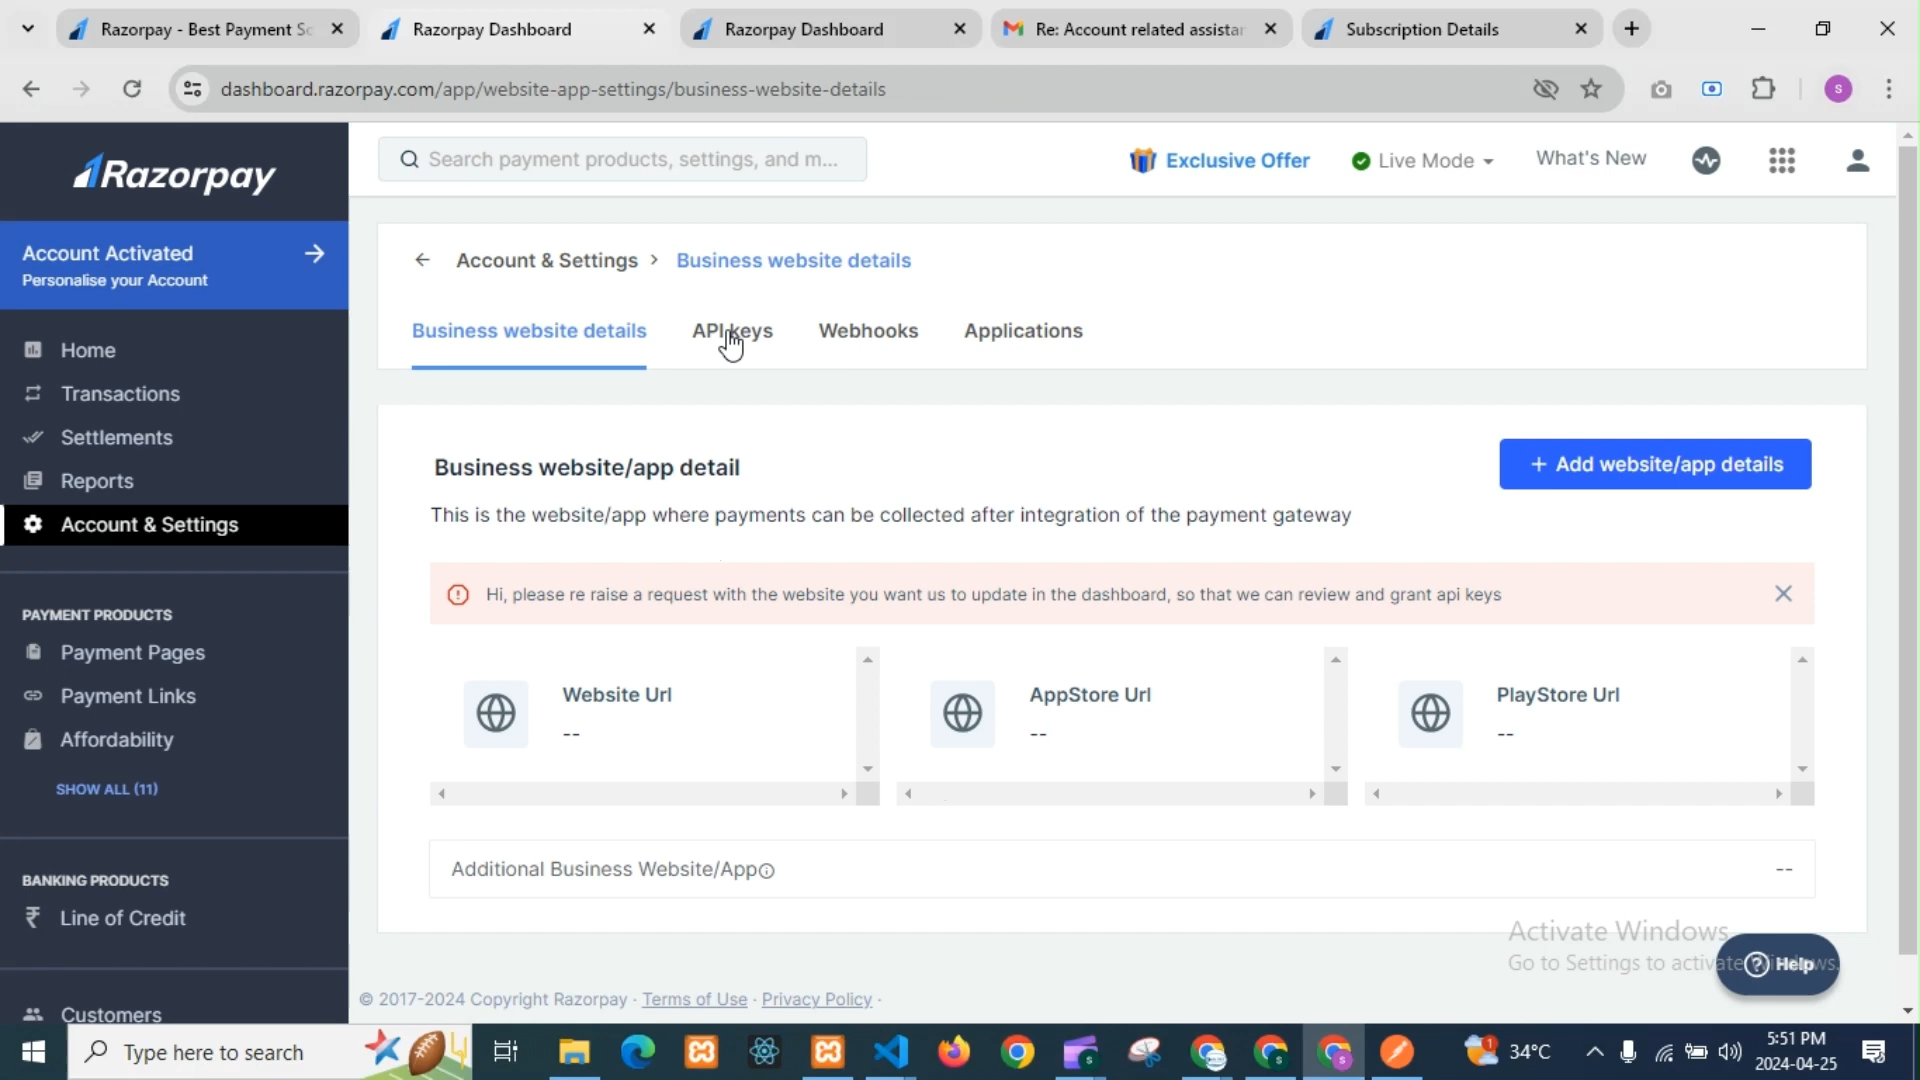 Razorpay - Best Payment So
Razorpay Dashboard
Razorpay Dashboard
Re: Account related assistan
Subscription Details
dashboard.razorpay.com/app/website-app-settings/business-website-details
S
Razorpay
Search payment products, settings, and m...
Exclusive Offer
Live Mode
What's New
Account Activated
Personalise your Account
Account & Settings > Business website details
Business website details
API keys
Webhooks
Applications
Home
Transactions
Settlements
Reports
Account & Settings
PAYMENT PRODUCTS
Payment Pages
Payment Links
Affordability
SHOW ALL (11)
BANKING PRODUCTS
₹ Line of Credit
Customers
Business website/app detail
+ Add website/app details
This is the website/app where payments can be collected after integration of the payment gateway
Hi, please re raise a request with the website you want us to update in the dashboard, so that we can review and grant api keys
Website Url
--
AppStore Url
--
PlayStore Url
--
Additional Business Website/App
--
Activate Windows
Go to Settings to activate Windows.
Help
© 2017-2024 Copyright Razorpay · Terms of Use · Privacy Policy ·
Type here to search
1
34°C
5:51 PM
2024-04-25